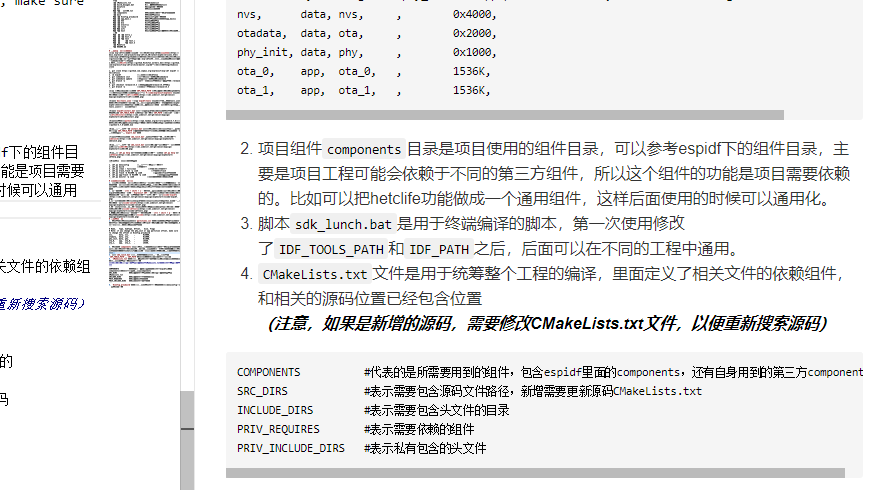 , make sure
df下的组件目
能是项目需要
时候可以通用
关文件的依赖组
重新搜索源码）
的
码
nvs, data, nvs, , 0x4000,
otadata, data, ota, , 0x2000,
phy_init, data, phy, , 0x1000,
ota_0, app, ota_0, , 1536K,
ota_1, app, ota_1, , 1536K,
2. 项目组件 components 目录是项目使用的组件目录，可以参考espidf下的组件目录，主
要是项目工程可能会依赖于不同的第三方组件，所以这个组件的功能是项目需要依赖
的。比如可以把hetclife功能做成一个通用组件，这样后面使用的时候可以通用化。
3. 脚本 sdk_lunch.bat 是用于终端编译的脚本，第一次使用修改
了 IDF_TOOLS_PATH 和 IDF_PATH 之后，后面可以在不同的工程中通用。
4. CMakeLists.txt 文件是用于统筹整个工程的编译，里面定义了相关文件的依赖组件，
和相关的源码位置已经包含位置
（注意，如果是新增的源码，需要修改CMakeLists.txt文件，以便重新搜索源码）
COMPONENTS #代表的是所需要用到的组件，包含espidf里面的components，还有自身用到的第三方component
SRC_DIRS #表示需要包含源码文件路径，新增需要更新源码CMakeLists.txt
INCLUDE_DIRS #表示需要包含头文件的目录
PRIV_REQUIRES #表示需要依赖的组件
PRIV_INCLUDE_DIRS #表示私有包含的头文件